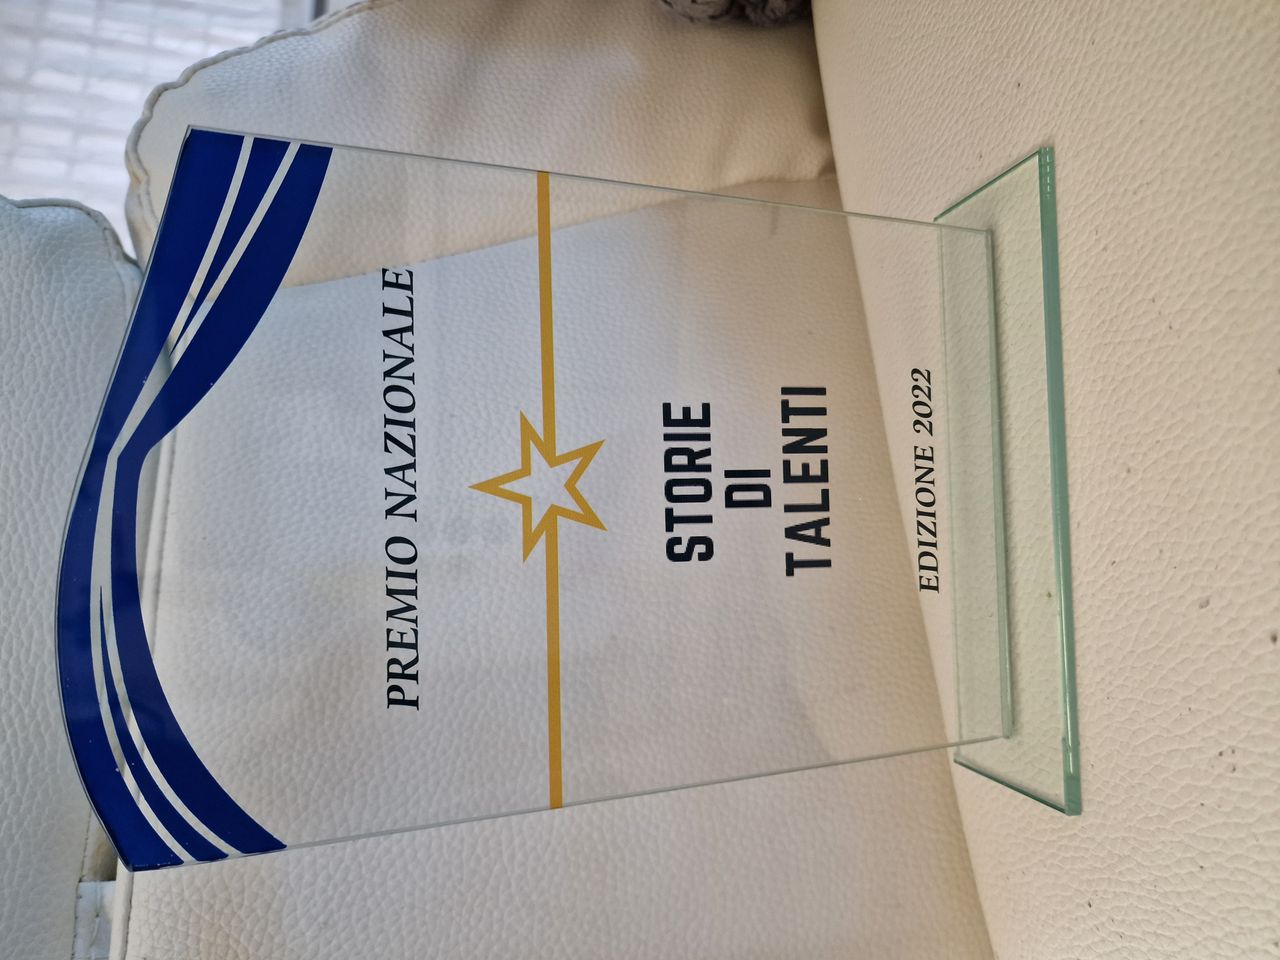 PREMIO NAZIONALE
STORIE
DI
TALENTI
EDIZIONE 2022